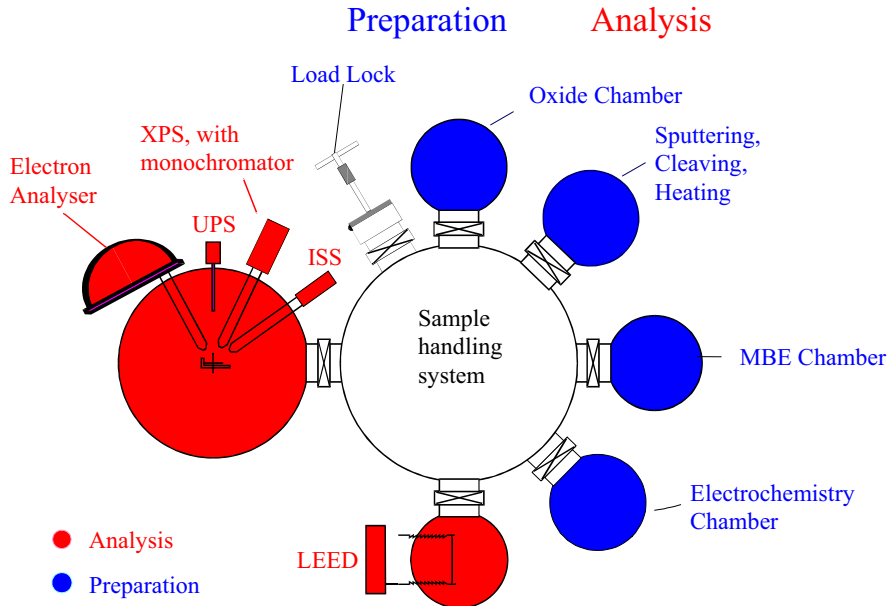 Preparation Analysis
Load Lock
Oxide Chamber
XPS, with
monochromator
Sputtering,
Cleaving,
Heating
Electron
Analyser
UPS
ISS
Sample
handling
system
MBE Chamber
Electrochemistry
Chamber
LEED
Analysis
Preparation